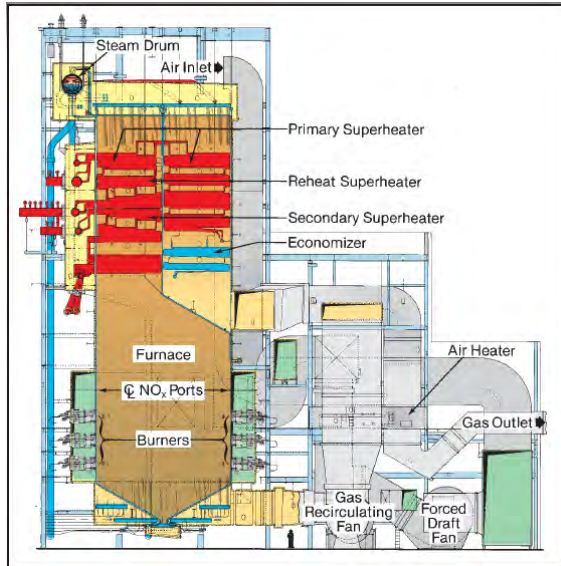 Steam Drum
Air Inlet
Primary Superheater
Reheat Superheater
Secondary Superheater
Economizer
Furnace
Air Heater
℄ NOx Ports
Gas Outlet
Burners
Gas
Recirculating
Fan
Forced
Draft
Fan